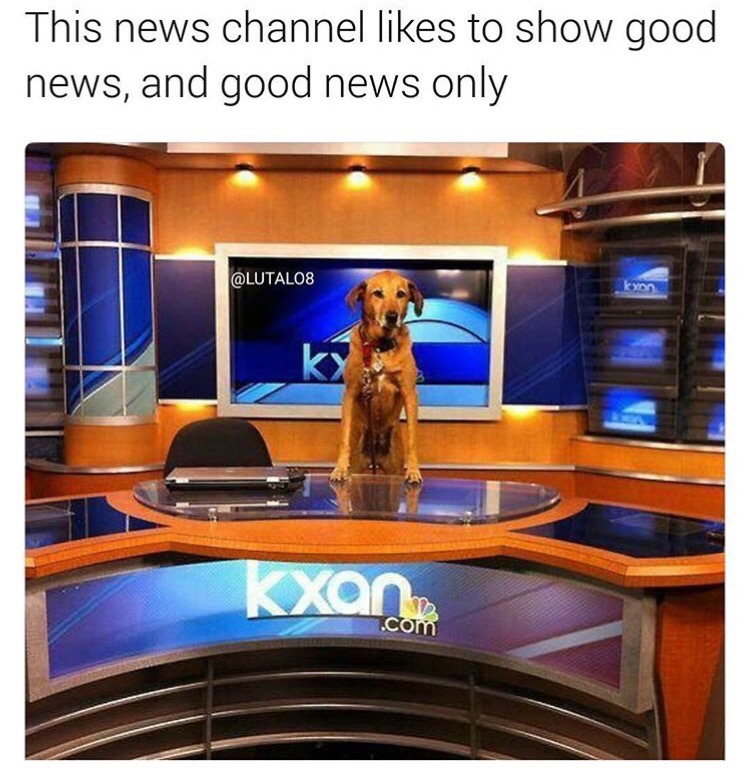 This news channel likes to show good
news, and good news only
@LUTALO8
kx
kxan
kxan
.com